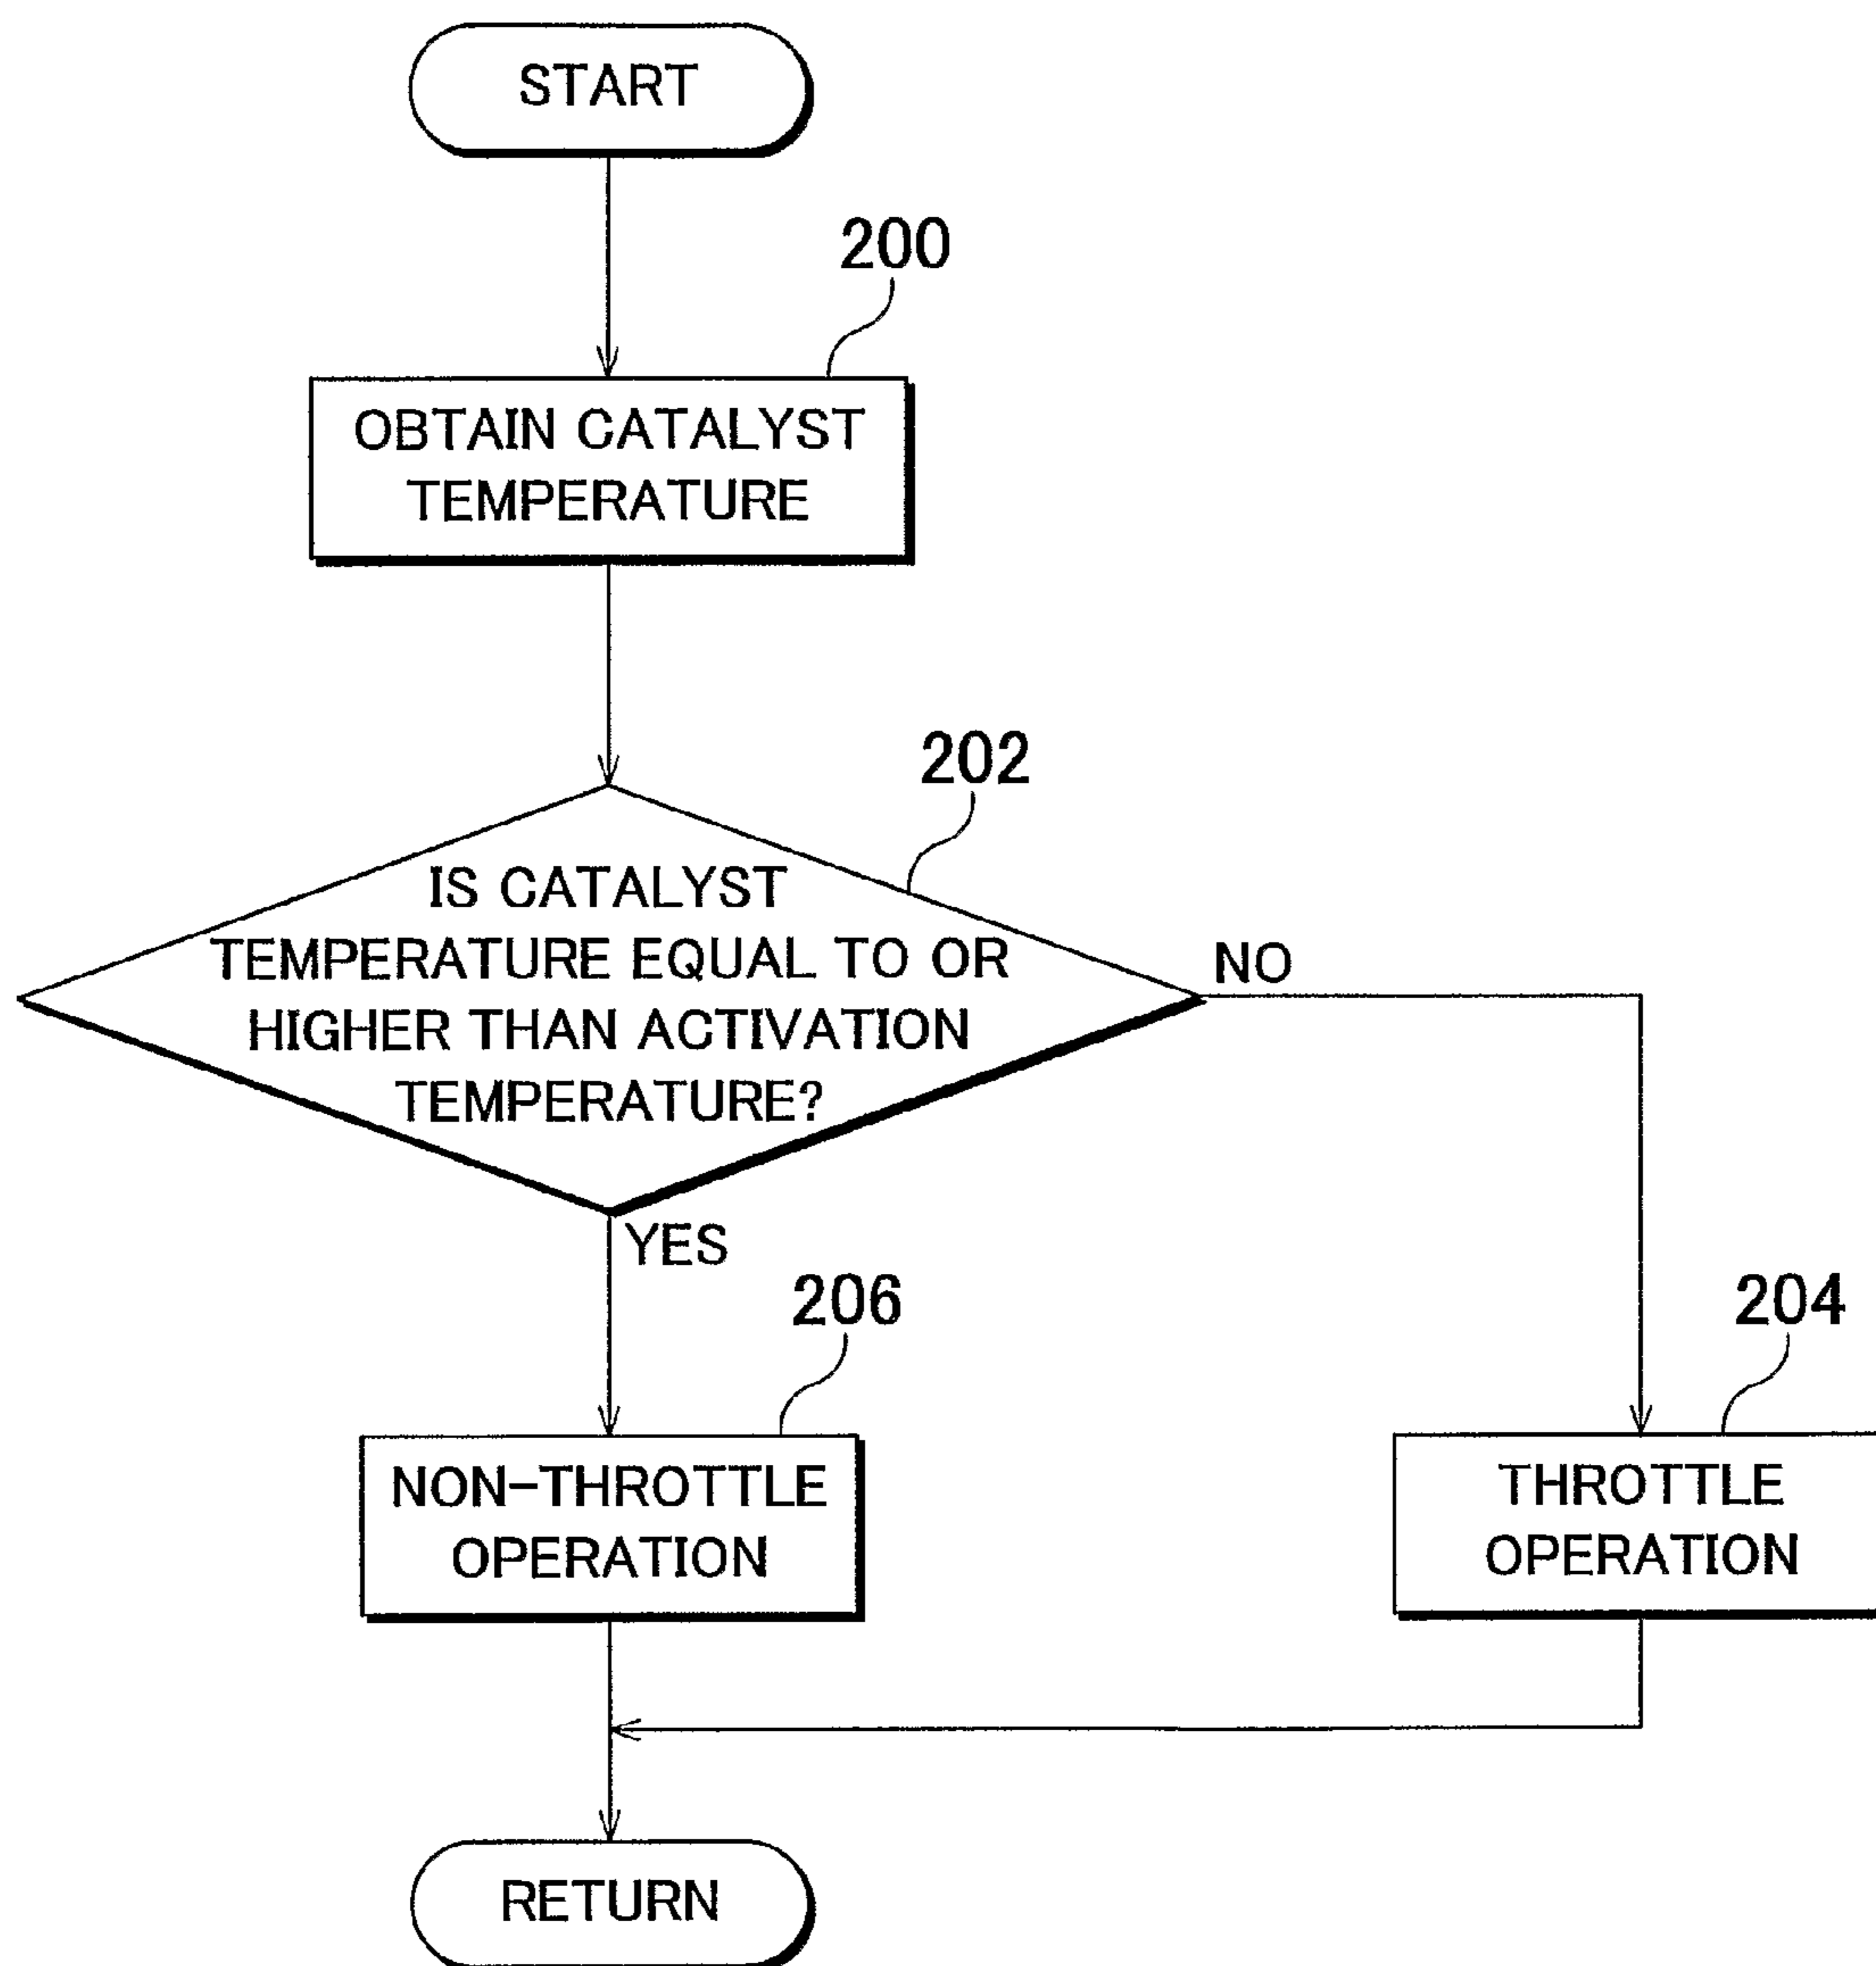 START
200
OBTAIN CATALYST
TEMPERATURE
202
IS CATALYST
TEMPERATURE EQUAL TO OR
HIGHER THAN ACTIVATION
TEMPERATURE?
NO
YES
206
204
NON-THROTTLE
OPERATION
THROTTLE
OPERATION
RETURN